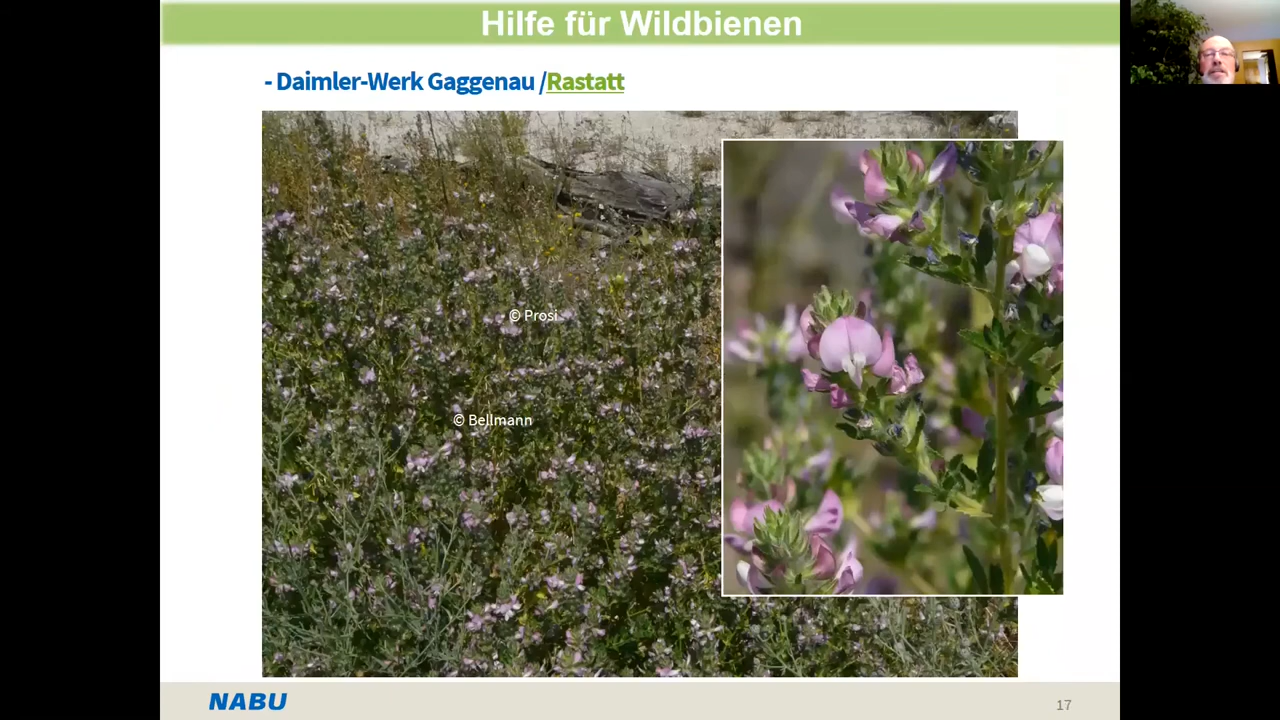 Hilfe für Wildbienen
- Daimler-Werk Gaggenau /Rastatt
© Prosi
© Bellmann
NABU
17